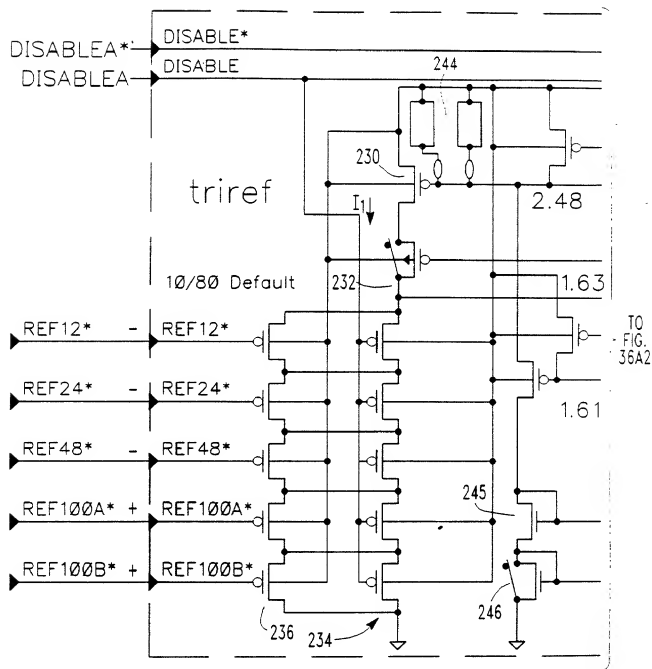 DISABLEA* DISABLE*
DISABLEA DISABLE
244
230
triref
2.48
I1
10/80 Default
232
1.63
REF12* - REF12*
TO
FIG.
36A2
REF24* - REF24*
1.61
REF48* - REF48*
245
REF100A* + REF100A*
REF100B* + REF100B*
236
234
246